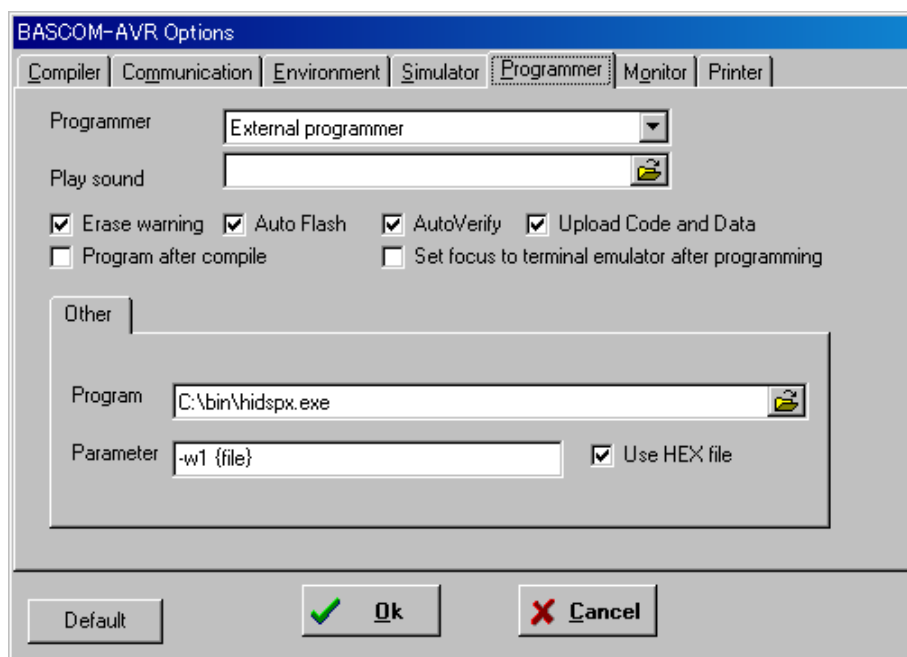 BASCOM-AVR Options
Compiler Communication Environment Simulator Programmer Monitor Printer
Programmer External programmer
Play sound
Erase warning Auto Flash AutoVerify Upload Code and Data
Program after compile Set focus to terminal emulator after programming
Other
Program C:\bin\hidspx.exe
Parameter -w1 {file} Use HEX file
Default Ok Cancel